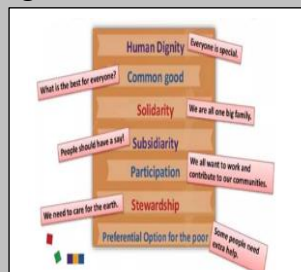 Human Dignity
Everyone is special.
What is the best for everyone?
Common good
Solidarity
We are all one big family.
People should have a say!
Subsidiarity
Participation
We all want to work and
contribute to our communities.
We need to care for the earth.
Stewardship
Preferential Option for the poor
Some people need
extra help.